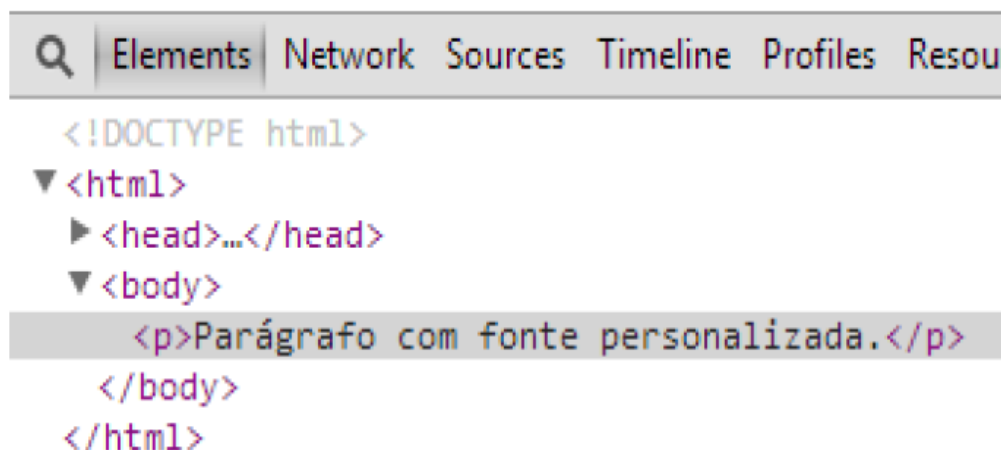 Elements Network Sources Timeline Profiles Resou
<!DOCTYPE html>
<html>
<head>…</head>
<body>
<p>Parágrafo com fonte personalizada.</p>
</body>
</html>